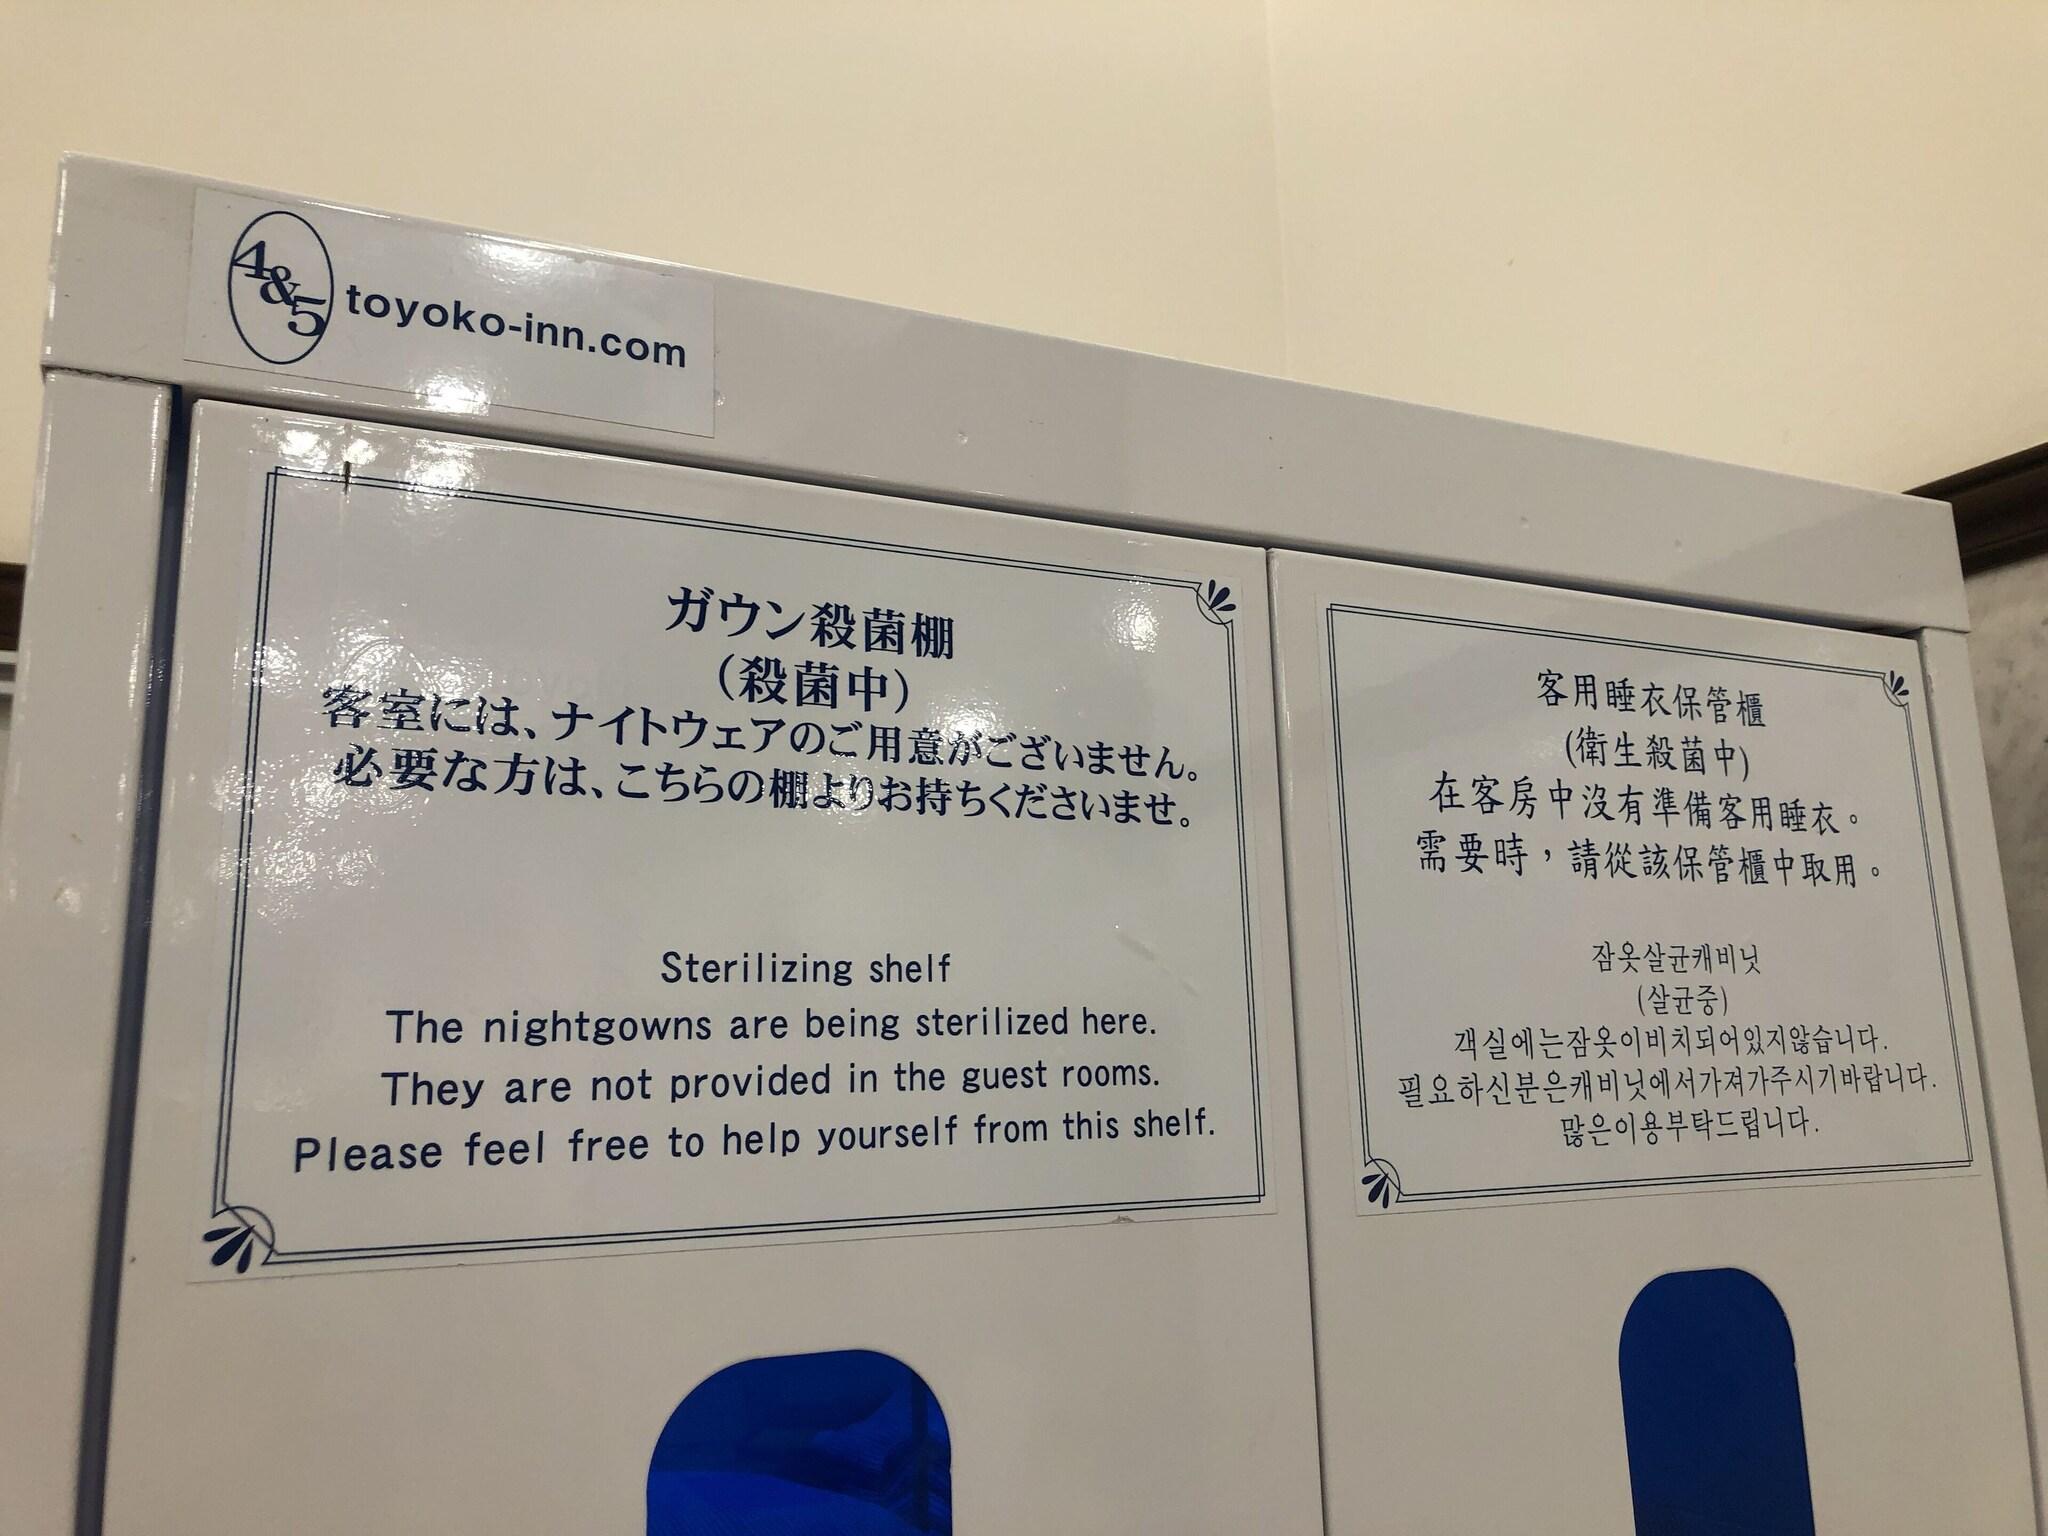 4&5 toyoko-inn.com
ガウン殺菌棚
(殺菌中)
客室には、ナイトウェアのご用意がございません。
必要な方は、こちらの棚よりお持ちくださいませ。
Sterilizing shelf
The nightgowns are being sterilized here.
They are not provided in the guest rooms.
Please feel free to help yourself from this shelf.
客用睡衣保管櫃
(衛生殺菌中)
在客房中沒有準備客用睡衣。
需要時，請從該保管櫃中取用。
잠옷살균캐비닛
(살균중)
객실에는잠옷이비치되어있지않습니다.
필요하신분은캐비닛에서가져가주시기바랍니다.
많은이용부탁드립니다.